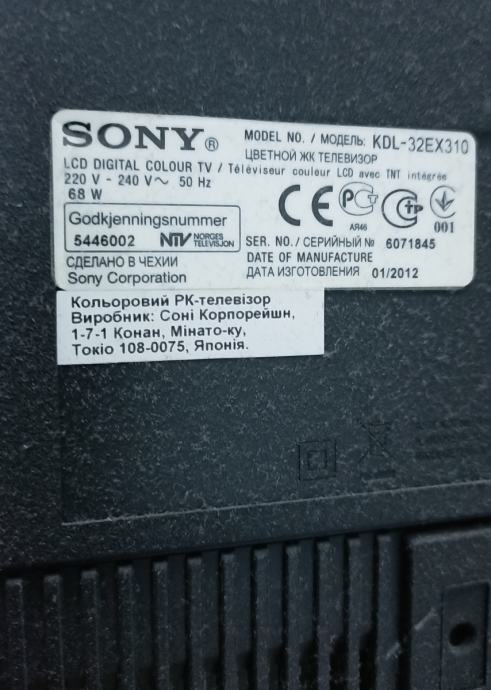 SONY®
MODEL NO. / МОДЕЛЬ: KDL-32EX310
ЦВЕТНОЙ ЖК ТЕЛЕВИЗОР
LCD DIGITAL COLOUR TV / Téléviseur couleur LCD avec TNT intégrée
220 V - 240 V~ 50 Hz
68 W
Godkjenningsnummer
5446002 NTV NORGES TELEVISJON
CE
AR46
001
SER. NO. / СЕРИЙНЫЙ № 6071845
DATE OF MANUFACTURE
ДАТА ИЗГОТОВЛЕНИЯ 01/2012
СДЕЛАНО В ЧЕХИИ
Sony Corporation
Кольоровий РК-телевізор
Виробник: Соні Корпорейшн,
1-7-1 Конан, Мінато-ку,
Токіо 108-0075, Японія.